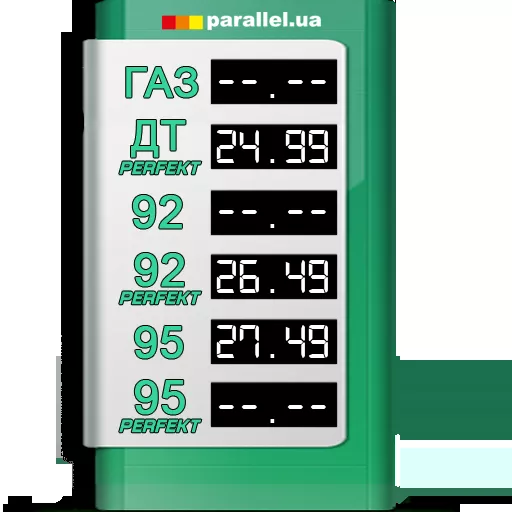 parallel.ua
ГАЗ --.--
ДТ 24.99
PERFEKT
92 --.--
92 26.49
PERFEKT
95 27.49
95 --.--
PERFEKT